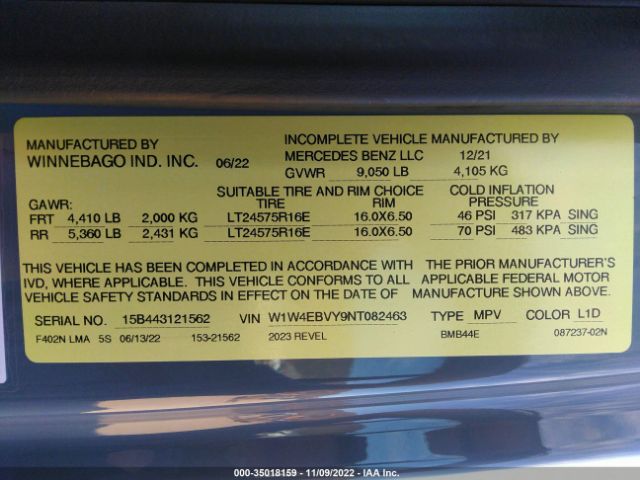 MANUFACTURED BY
WINNEBAGO IND. INC. 06/22
INCOMPLETE VEHICLE MANUFACTURED BY
MERCEDES BENZ LLC 12/21
GVWR 9,050 LB 4,105 KG
SUITABLE TIRE AND RIM CHOICE COLD INFLATION
GAWR: TIRE RIM PRESSURE
FRT 4,410 LB 2,000 KG LT24575R16E 16.0X6.50 46 PSI 317 KPA SING
RR 5,360 LB 2,431 KG LT24575R16E 16.0X6.50 70 PSI 483 KPA SING
THIS VEHICLE HAS BEEN COMPLETED IN ACCORDANCE WITH THE PRIOR MANUFACTURER'S
IVD, WHERE APPLICABLE. THIS VEHICLE CONFORMS TO ALL APPLICABLE FEDERAL MOTOR
VEHICLE SAFETY STANDARDS IN EFFECT ON THE DATE OF MANUFACTURE SHOWN ABOVE.
SERIAL NO. 15B443121562 VIN W1W4EBVY9NT082463 TYPE MPV COLOR L1D
F402N LMA 5S 06/13/22 153-21562 2023 REVEL BMB44E 087237-02N
000-35018159 - 11/09/2022 - IAA Inc.